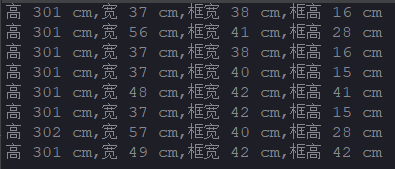 高 301 cm,宽 37 cm,框宽 38 cm,框高 16 cm
高 301 cm,宽 56 cm,框宽 41 cm,框高 28 cm
高 301 cm,宽 37 cm,框宽 38 cm,框高 16 cm
高 301 cm,宽 37 cm,框宽 40 cm,框高 15 cm
高 301 cm,宽 48 cm,框宽 42 cm,框高 41 cm
高 301 cm,宽 37 cm,框宽 42 cm,框高 15 cm
高 302 cm,宽 57 cm,框宽 40 cm,框高 28 cm
高 301 cm,宽 49 cm,框宽 42 cm,框高 42 cm